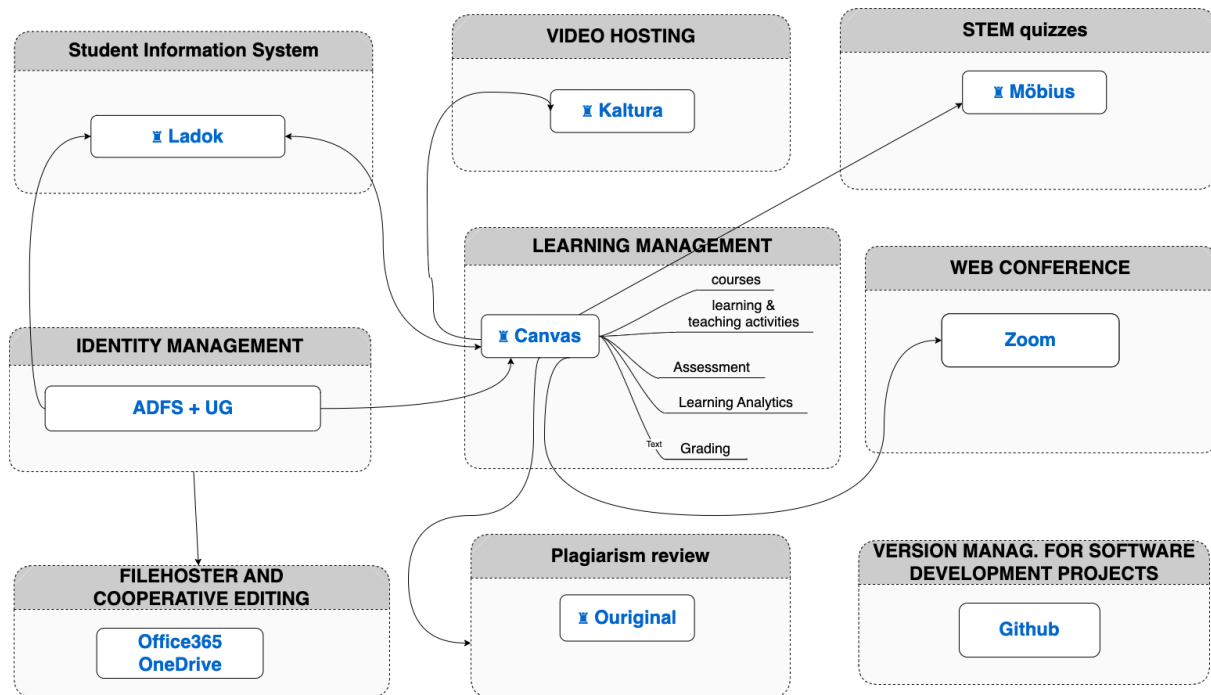 Student Information System
♜ Ladok
VIDEO HOSTING
♜ Kaltura
STEM quizzes
♜ Möbius
IDENTITY MANAGEMENT
ADFS + UG
LEARNING MANAGEMENT
♜ Canvas
courses
learning &
teaching activities
Assessment
Learning Analytics
Text
Grading
WEB CONFERENCE
Zoom
FILEHOSTER AND
COOPERATIVE EDITING
Office365
OneDrive
Plagiarism review
♜ Ouriginal
VERSION MANAG. FOR SOFTWARE
DEVELOPMENT PROJECTS
Github